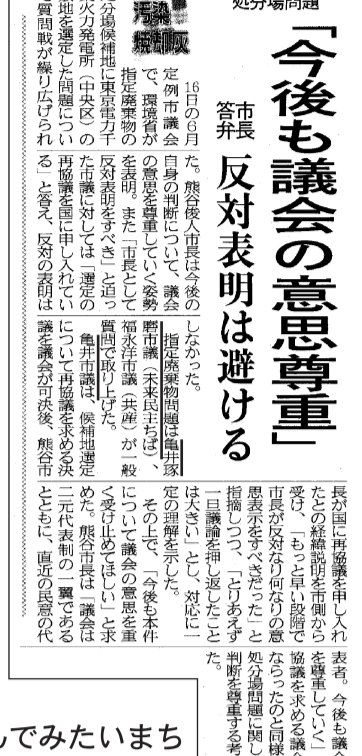 処分場問題
「今後も議会の意思尊重」
市長
答弁
反対表明は避ける
汚染
焼却灰
16日の6月
定例市議会
で、環境省が
指定廃棄物の
分場候補地に東京電力千
火力発電所（中央区）の
地を選定した問題につい
質問戦が繰り広げられ
た。熊谷俊人市長は今後の
自身の判断について、議会
の意思を尊重していく姿勢
を表明。また「市長として
反対表明をすべき」と迫っ
た市議に対しては「選定の
再協議を国に申し入れてい
る」と答え、反対の表明は
しなかった。
指定廃棄物問題は亀井琢
磨市議（未来民主ちば）、
福永洋市議（共産）が一般
質問で取り上げた。
亀井市議は、候補地選定
について再協議を求める決
議を議会が可決後、熊谷市
長が国に再協議を申し入れ
たとの経緯説明を市側から
受け、「もっと早い段階で
市長が反対なり何なりの意
思表示をすべきだった」と
指摘しつつ、「とりあえず
一旦議論を押し返したこと
は大きい」とし、対応に一
定の理解を示した。
その上で、今後も本件
について議会の意思を重
く受け止めてほしい」と求
めた。熊谷市長は「議会は
二元代表制の一翼である
とともに、直近の民意の代
表者。今後も議
を尊重していく
協議を求める議
ならったのと同様
処分場問題に関し
判断を尊重する考
た。
んでみたいまち